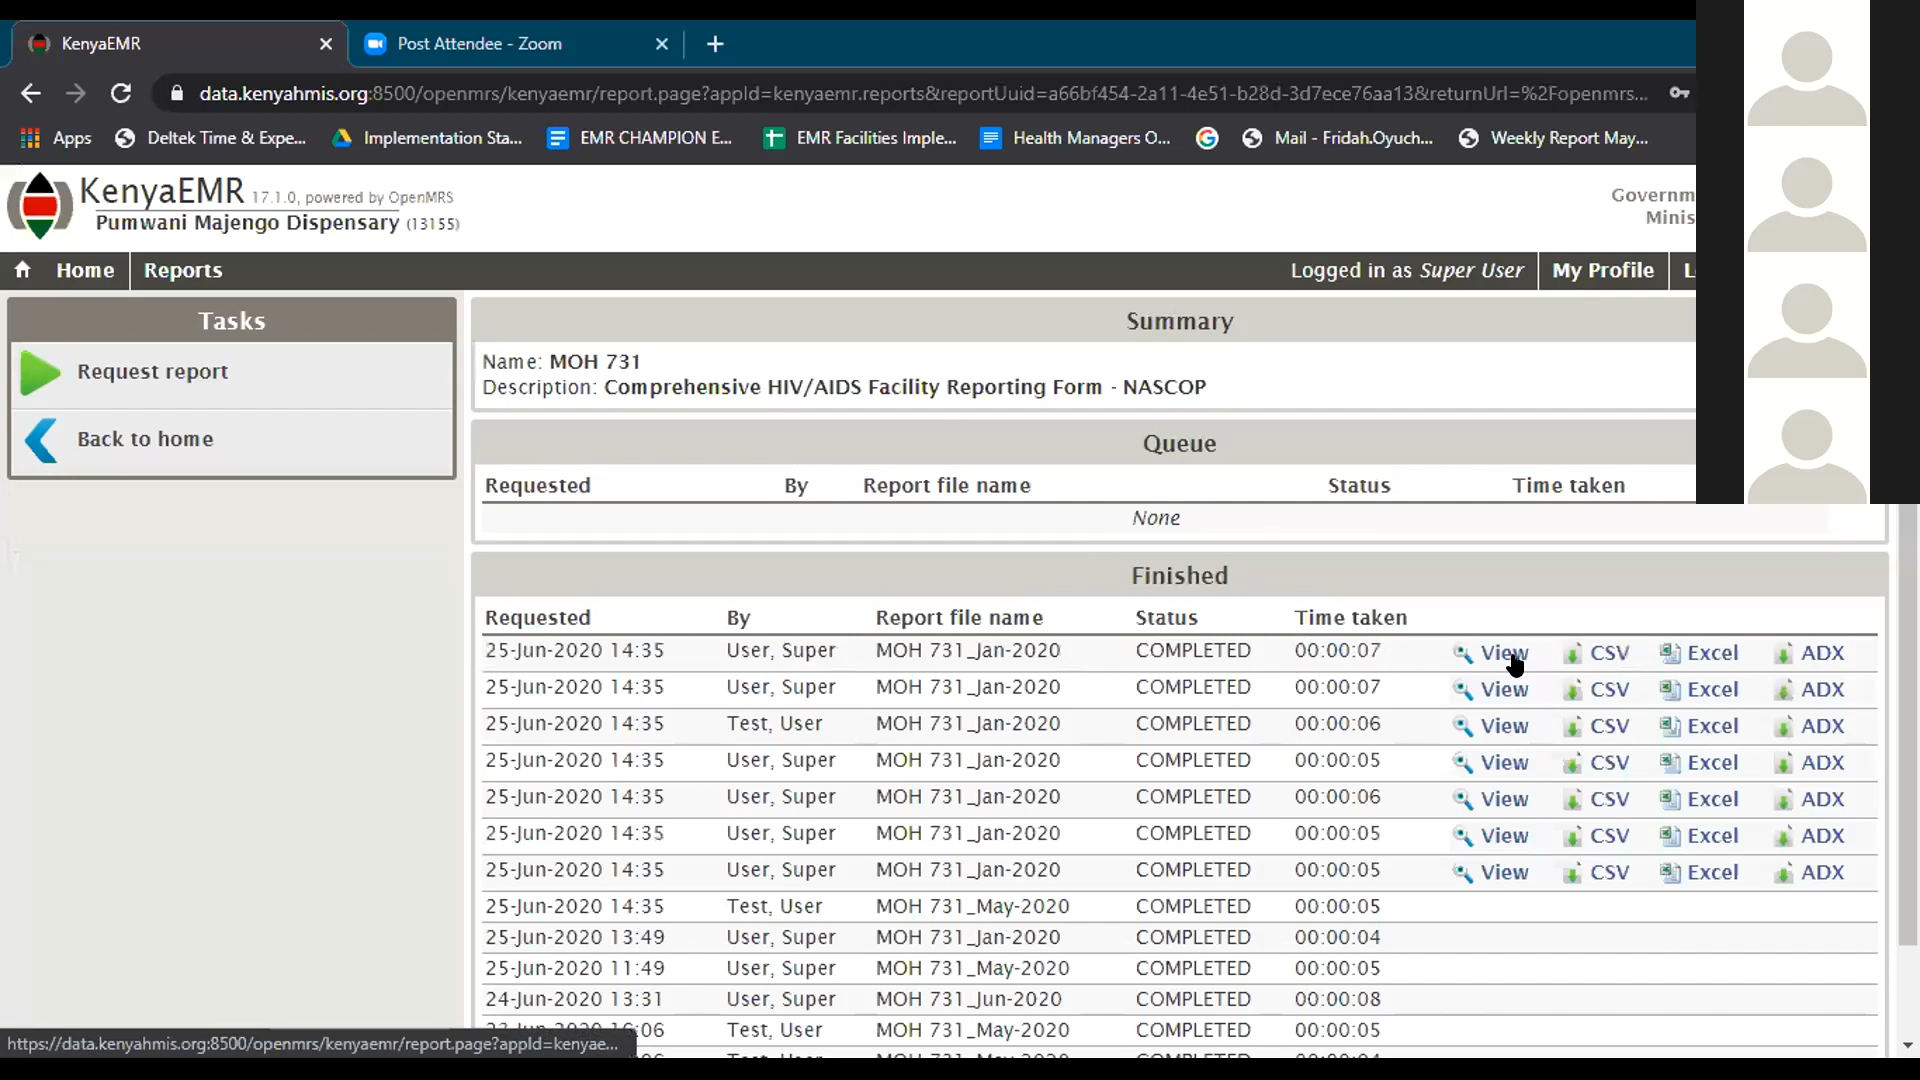 KenyaEMR
Post Attendee - Zoom
data.kenyahmis.org:8500/openmrs/kenyaemr/report.page?appId=kenyaemr.reports&reportUuid=a66bf454-2a11-4e51-b28d-3d7ece76aa13&returnUrl=%2Fopenmrs...
Apps Deltek Time & Expe... Implementation Sta... EMR CHAMPION E... EMR Facilities Imple... Health Managers O... Mail - Fridah.Oyuch... Weekly Report May...
KenyaEMR 17.1.0, powered by OpenMRS
Pumwani Majengo Dispensary (13155)
Governm
Minis
Home Reports Logged in as Super User My Profile L
Tasks
Request report
Back to home
Summary
Name: MOH 731
Description: Comprehensive HIV/AIDS Facility Reporting Form - NASCOP
Queue
Requested By Report file name Status Time taken
None
Finished
Requested By Report file name Status Time taken
25-Jun-2020 14:35 User, Super MOH 731_Jan-2020 COMPLETED 00:00:07 View CSV Excel ADX
25-Jun-2020 14:35 User, Super MOH 731_Jan-2020 COMPLETED 00:00:07 View CSV Excel ADX
25-Jun-2020 14:35 Test, User MOH 731_Jan-2020 COMPLETED 00:00:06 View CSV Excel ADX
25-Jun-2020 14:35 User, Super MOH 731_Jan-2020 COMPLETED 00:00:05 View CSV Excel ADX
25-Jun-2020 14:35 User, Super MOH 731_Jan-2020 COMPLETED 00:00:06 View CSV Excel ADX
25-Jun-2020 14:35 User, Super MOH 731_Jan-2020 COMPLETED 00:00:05 View CSV Excel ADX
25-Jun-2020 14:35 User, Super MOH 731_Jan-2020 COMPLETED 00:00:05 View CSV Excel ADX
25-Jun-2020 14:35 Test, User MOH 731_May-2020 COMPLETED 00:00:05
25-Jun-2020 13:49 User, Super MOH 731_Jan-2020 COMPLETED 00:00:04
25-Jun-2020 11:49 User, Super MOH 731_May-2020 COMPLETED 00:00:05
24-Jun-2020 13:31 User, Super MOH 731_Jun-2020 COMPLETED 00:00:08
Test, User MOH 731_May-2020 COMPLETED 00:00:05
https://data.kenyahmis.org:8500/openmrs/kenyaemr/report.page?appId=kenyae...